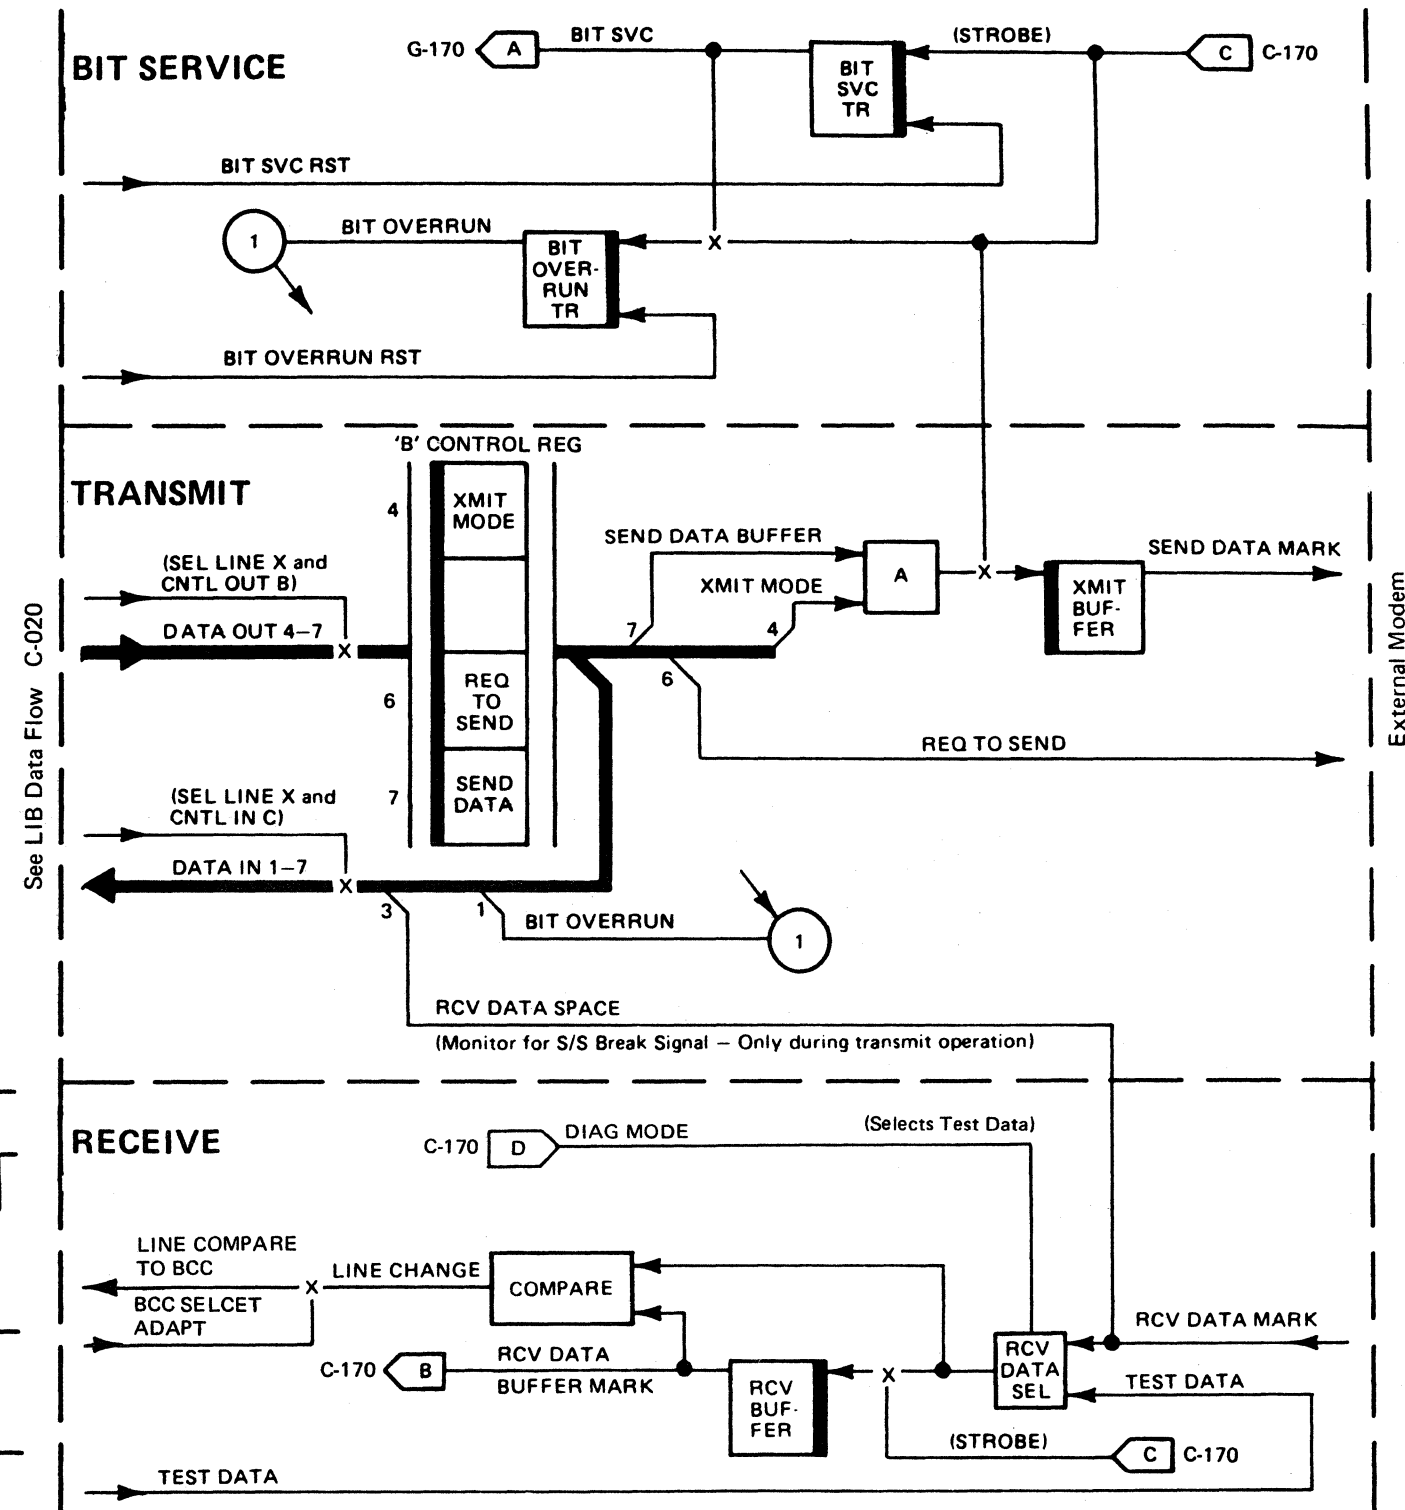 BIT SERVICE
G-170
A
BIT SVC
(STROBE)
C
C-170
BIT
SVC
TR
BIT SVC RST
1
BIT OVERRUN
X
BIT
OVER-
RUN
TR
BIT OVERRUN RST
'B' CONTROL REG
TRANSMIT
4
XMIT
MODE
(SEL LINE X and
CNTL OUT B)
DATA OUT 4–7
X
SEND DATA BUFFER
XMIT MODE
A
X
XMIT
BUF-
FER
SEND DATA MARK
7
4
6
6
REQ
TO
SEND
REQ TO SEND
7
SEND
DATA
(SEL LINE X and
CNTL IN C)
DATA IN 1–7
X
3
1
BIT OVERRUN
1
RCV DATA SPACE
(Monitor for S/S Break Signal – Only during transmit operation)
See LIB Data Flow C-020
External Modem
RECEIVE
C-170
D
DIAG MODE
(Selects Test Data)
LINE COMPARE
TO BCC
X
LINE CHANGE
COMPARE
BCC SELCET
ADAPT
RCV DATA MARK
RCV
DATA
SEL
C-170
B
RCV DATA
BUFFER MARK
RCV
BUF-
FER
X
TEST DATA
(STROBE)
C
C-170
TEST DATA